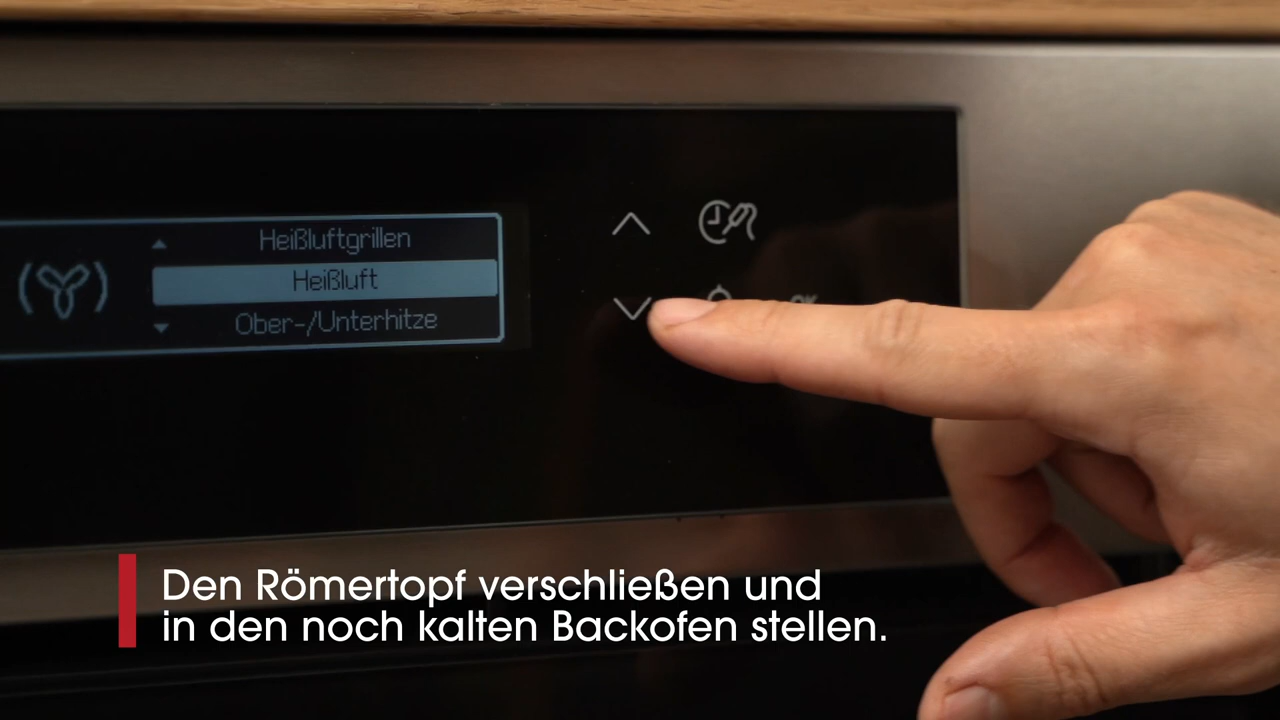 Heißluftgrillen
Heißluft
Ober-/Unterhitze
Den Römertopf verschließen und
in den noch kalten Backofen stellen.